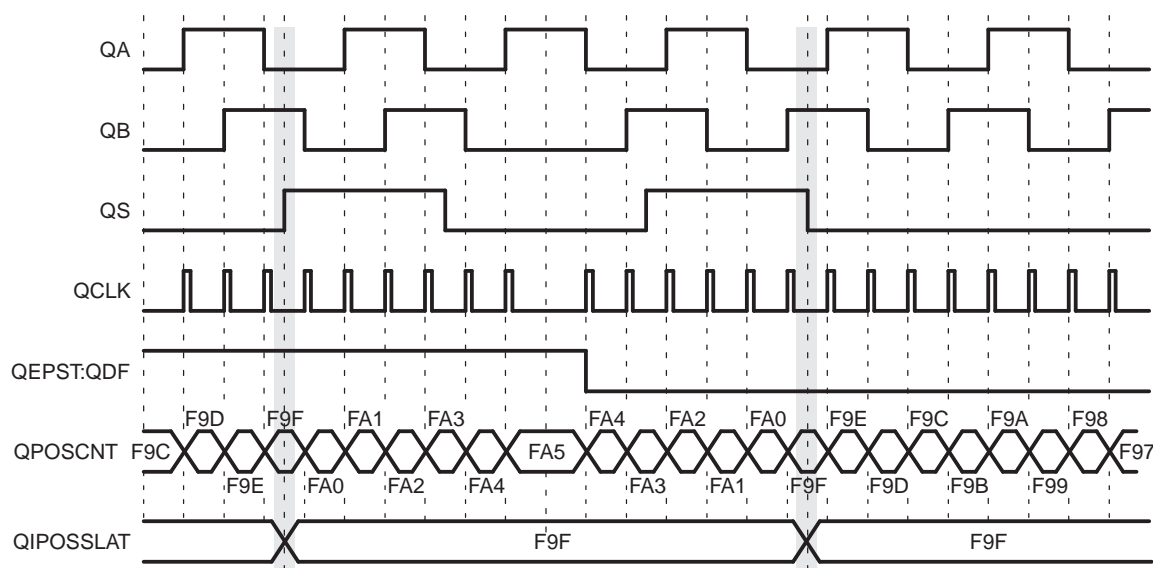 QA
QB
QS
QCLK
QEPST:QDF
F9D F9F FA1 FA3 FA4 FA2 FA0 F9E F9C F9A F98
QPOSCNT F9C FA5 F97
F9E FA0 FA2 FA4 FA3 FA1 F9F F9D F9B F99
QIPOSSLAT F9F F9F